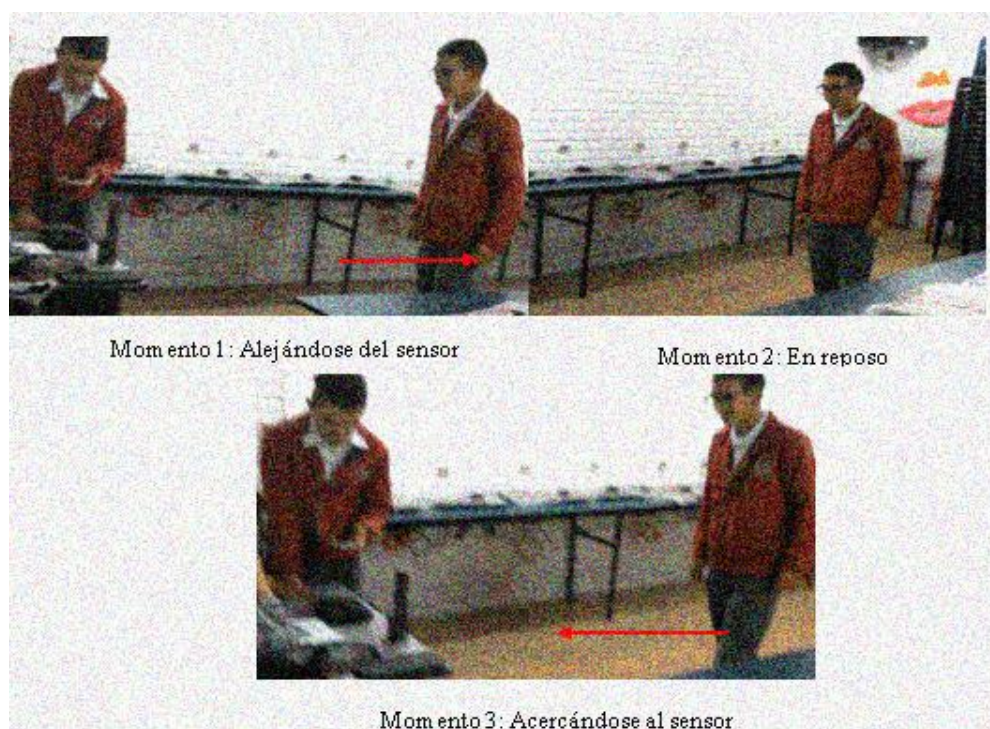 Momento 1: Alejándose del sensor
Momento 2: En reposo
Momento 3: Acercándose al sensor